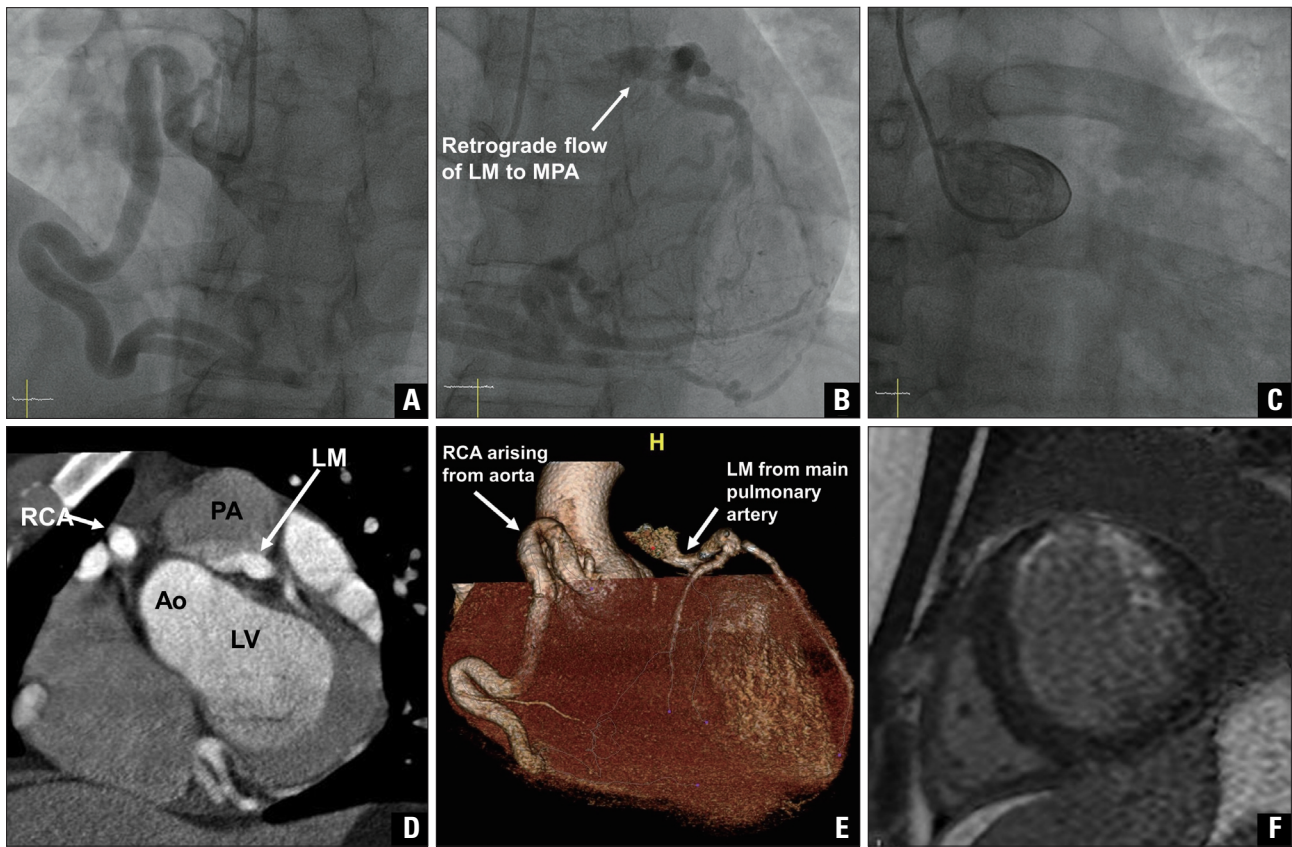 A
Retrograde flow
of LM to MPA
B
C
RCA
PA
LM
Ao
LV
D
H
RCA arising
from aorta
LM from main
pulmonary
artery
E
F